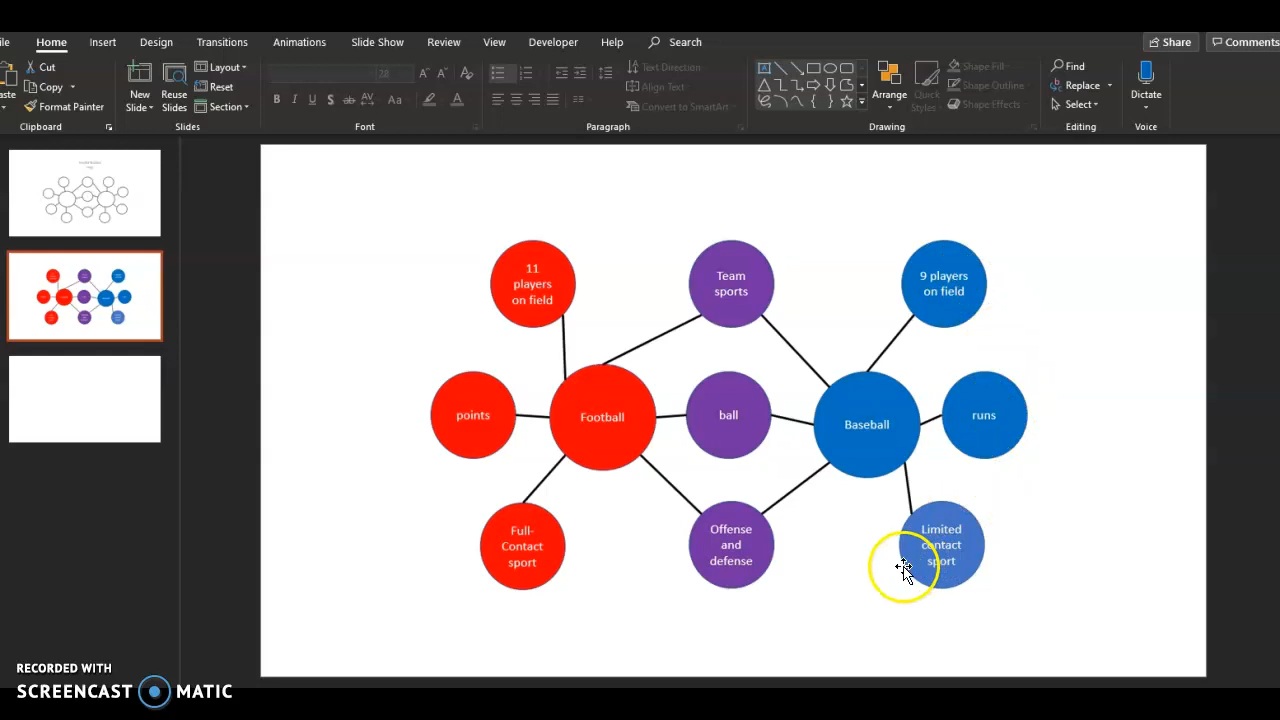 ile Home Insert Design Transitions Animations Slide Show Review View Developer Help Search Share Comments
Cut
Copy
Format Painter
Clipboard
New
Slide
Reuse
Slides
Layout
Reset
Section
Slides
B I U S ab AV Aa A
Font
Text Direction
Align Text
Convert to SmartArt
Paragraph
Arrange
Quick
Styles
Shape Fill
Shape Outline
Shape Effects
Drawing
Find
Replace
Select
Editing
Dictate
Voice
11
players
on field
Team
sports
9 players
on field
points
Football
ball
Baseball
runs
Full-
Contact
sport
Offense
and
defense
Limited
contact
sport
RECORDED WITH
SCREENCAST MATIC